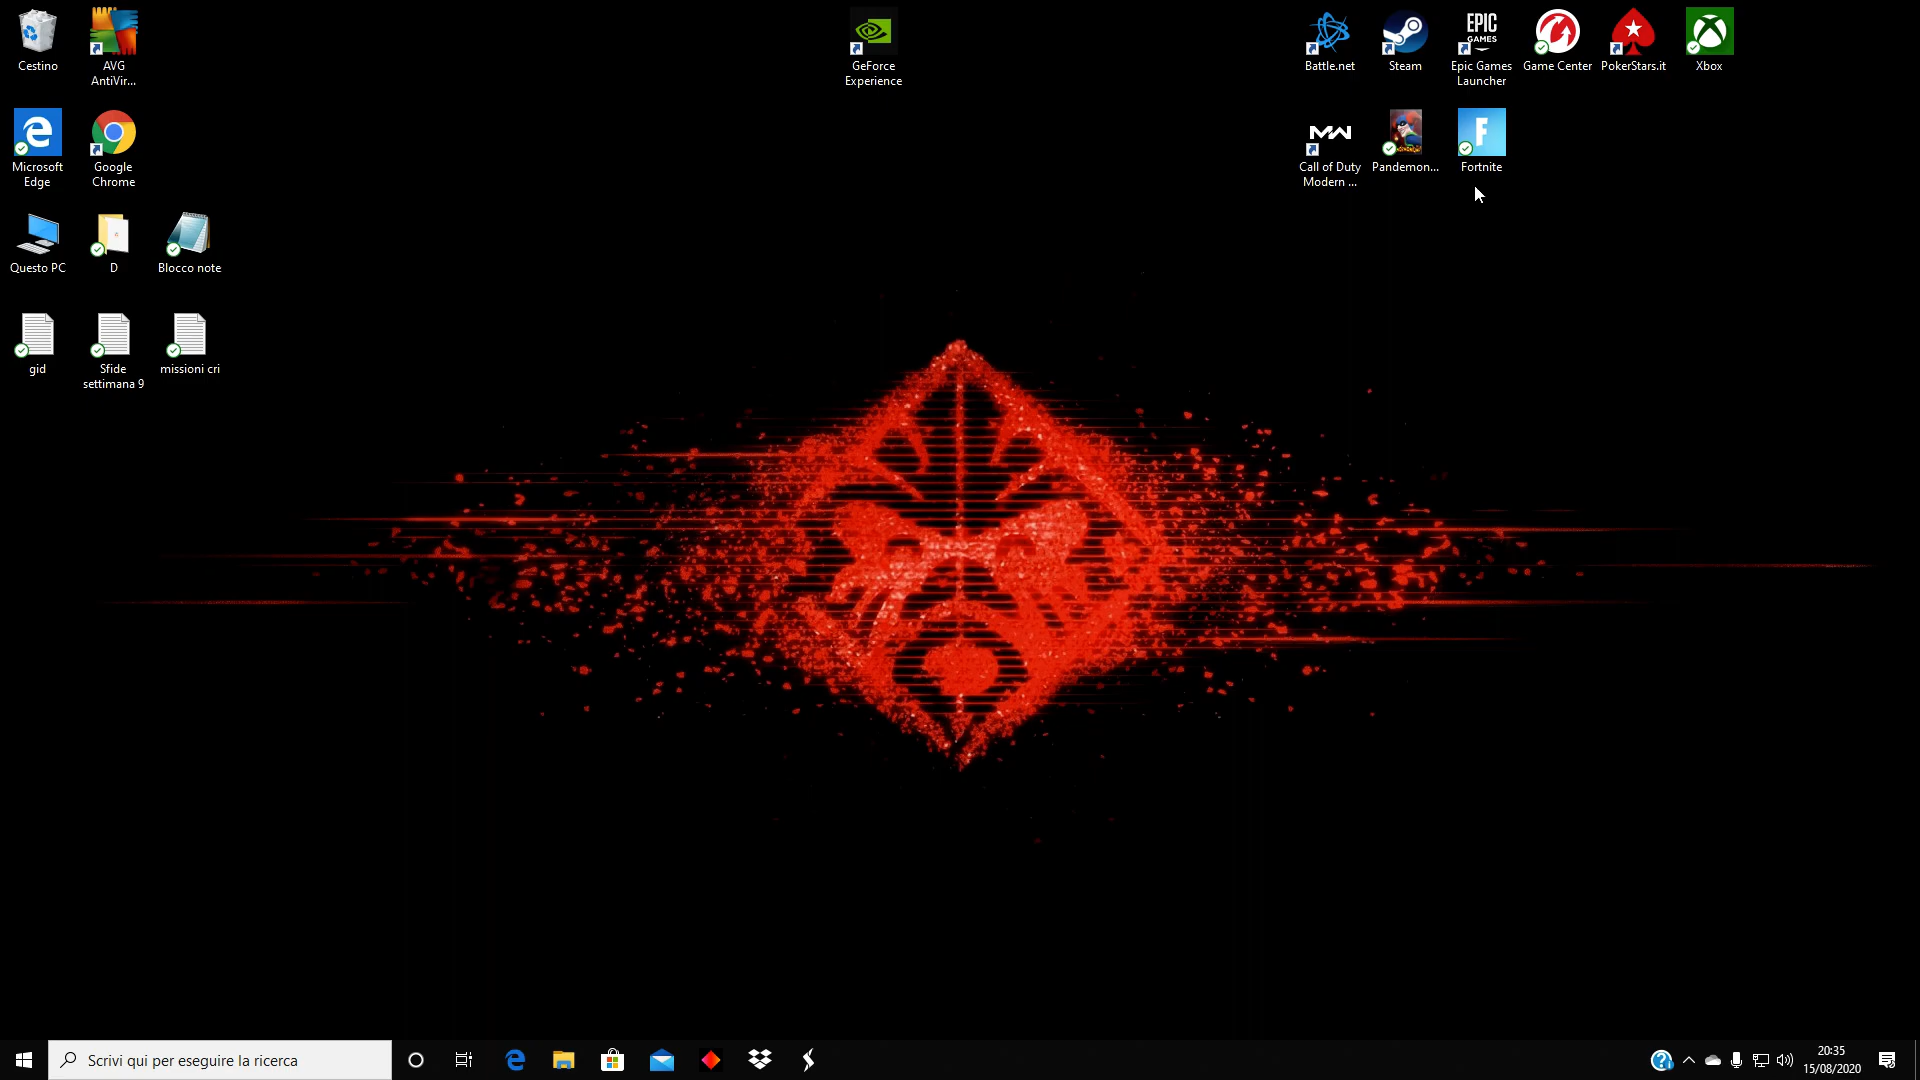 Cestino
AVG
AntiVir...
GeForce
Experience
Battle.net
Steam
EPIC
GAMES
Epic Games
Launcher
Game Center
PokerStars.it
Xbox
Microsoft
Edge
Google
Chrome
Call of Duty
Modern ...
Pandemon...
F
Fortnite
Questo PC
D
Blocco note
gid
Sfide
settimana 9
missioni cri
Scrivi qui per eseguire la ricerca
20:35
15/08/2020